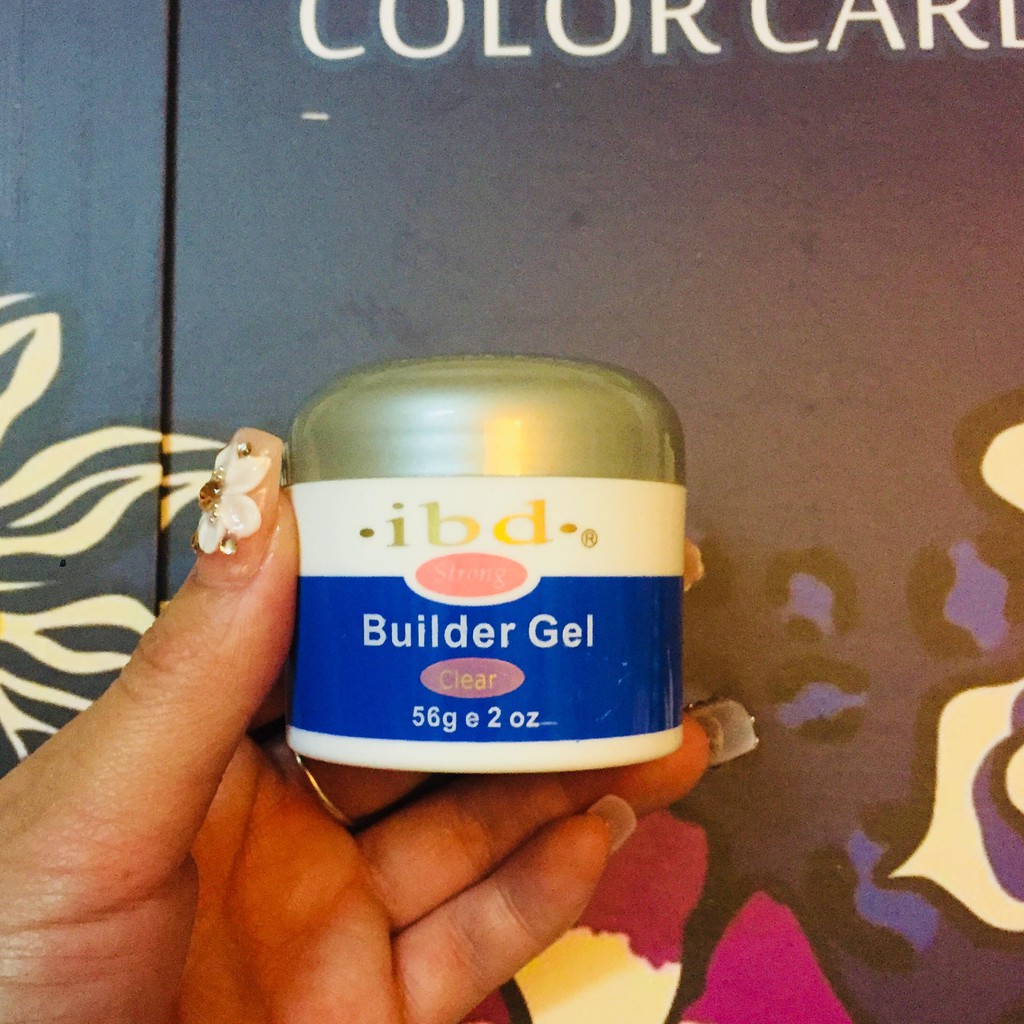 COLOR CARD
·ibd·®
Strong
Builder Gel
Clear
56g e 2 oz